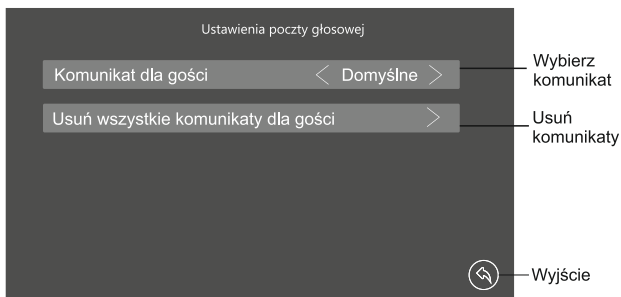 Ustawienia poczty głosowej
Komunikat dla gości < Domyślne >
Wybierz
komunikat
Usuń wszystkie komunikaty dla gości >
Usuń
komunikaty
Wyjście